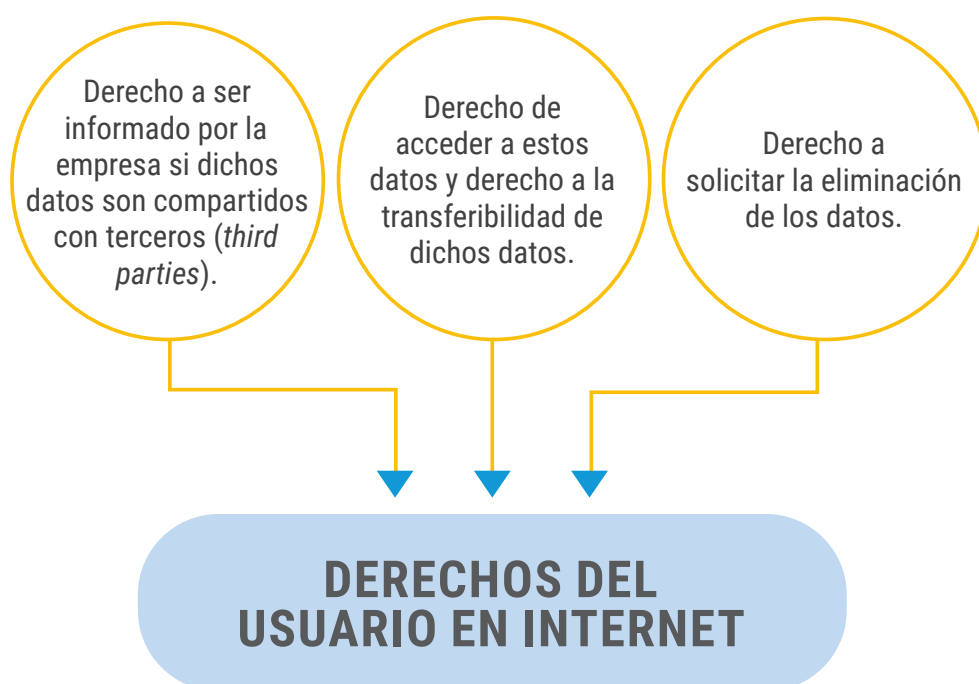 Derecho a ser
informado por la
empresa si dichos
datos son compartidos
con terceros (third
parties).
Derecho de
acceder a estos
datos y derecho a la
transferibilidad de
dichos datos.
Derecho a
solicitar la eliminación
de los datos.
DERECHOS DEL
USUARIO EN INTERNET